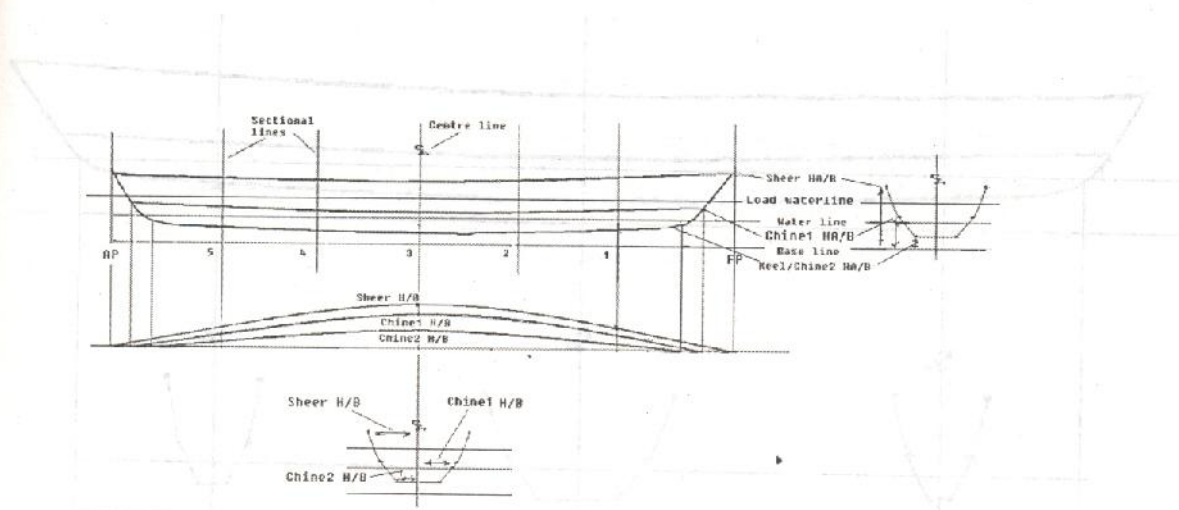 Sectional
lines
Centre line
Sheer HA/B
Load waterline
Water line
Chine1 HA/B
Base line
Keel/Chine2 HA/B
AP
5
4
3
2
1
FP
Sheer H/B
Chine1 H/B
Chine2 H/B
Sheer H/B
Chine1 H/B
Chine2 H/B